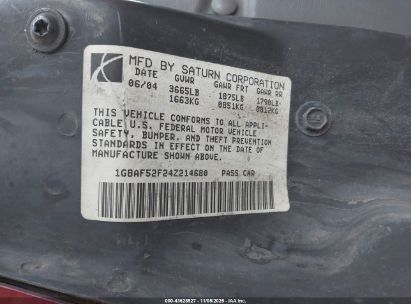 MFD BY SATURN CORPORATION
DATE GVWR GAWR FRT GAWR RR
06/04 3665LB 1875LB 1790LB
1663KG 0851KG 0812KG
THIS VEHICLE CONFORMS TO ALL APPLI-
CABLE U.S. FEDERAL MOTOR VEHICLE
SAFETY, BUMPER, AND THEFT PREVENTION
STANDARDS IN EFFECT ON THE DATE OF
MANUFACTURE SHOWN ABOVE.
1G8AF52F24Z214680 PASS CAR